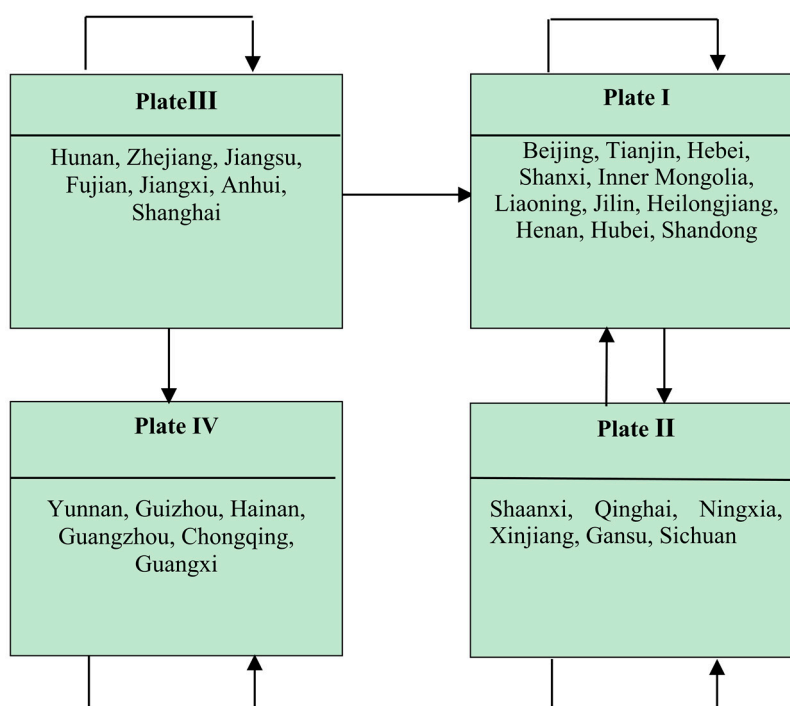 PlateIII
Hunan, Zhejiang, Jiangsu,
Fujian, Jiangxi, Anhui,
Shanghai
Plate I
Beijing, Tianjin, Hebei,
Shanxi, Inner Mongolia,
Liaoning, Jilin, Heilongjiang,
Henan, Hubei, Shandong
Plate IV
Yunnan, Guizhou, Hainan,
Guangzhou, Chongqing,
Guangxi
Plate II
Shaanxi, Qinghai, Ningxia,
Xinjiang, Gansu, Sichuan